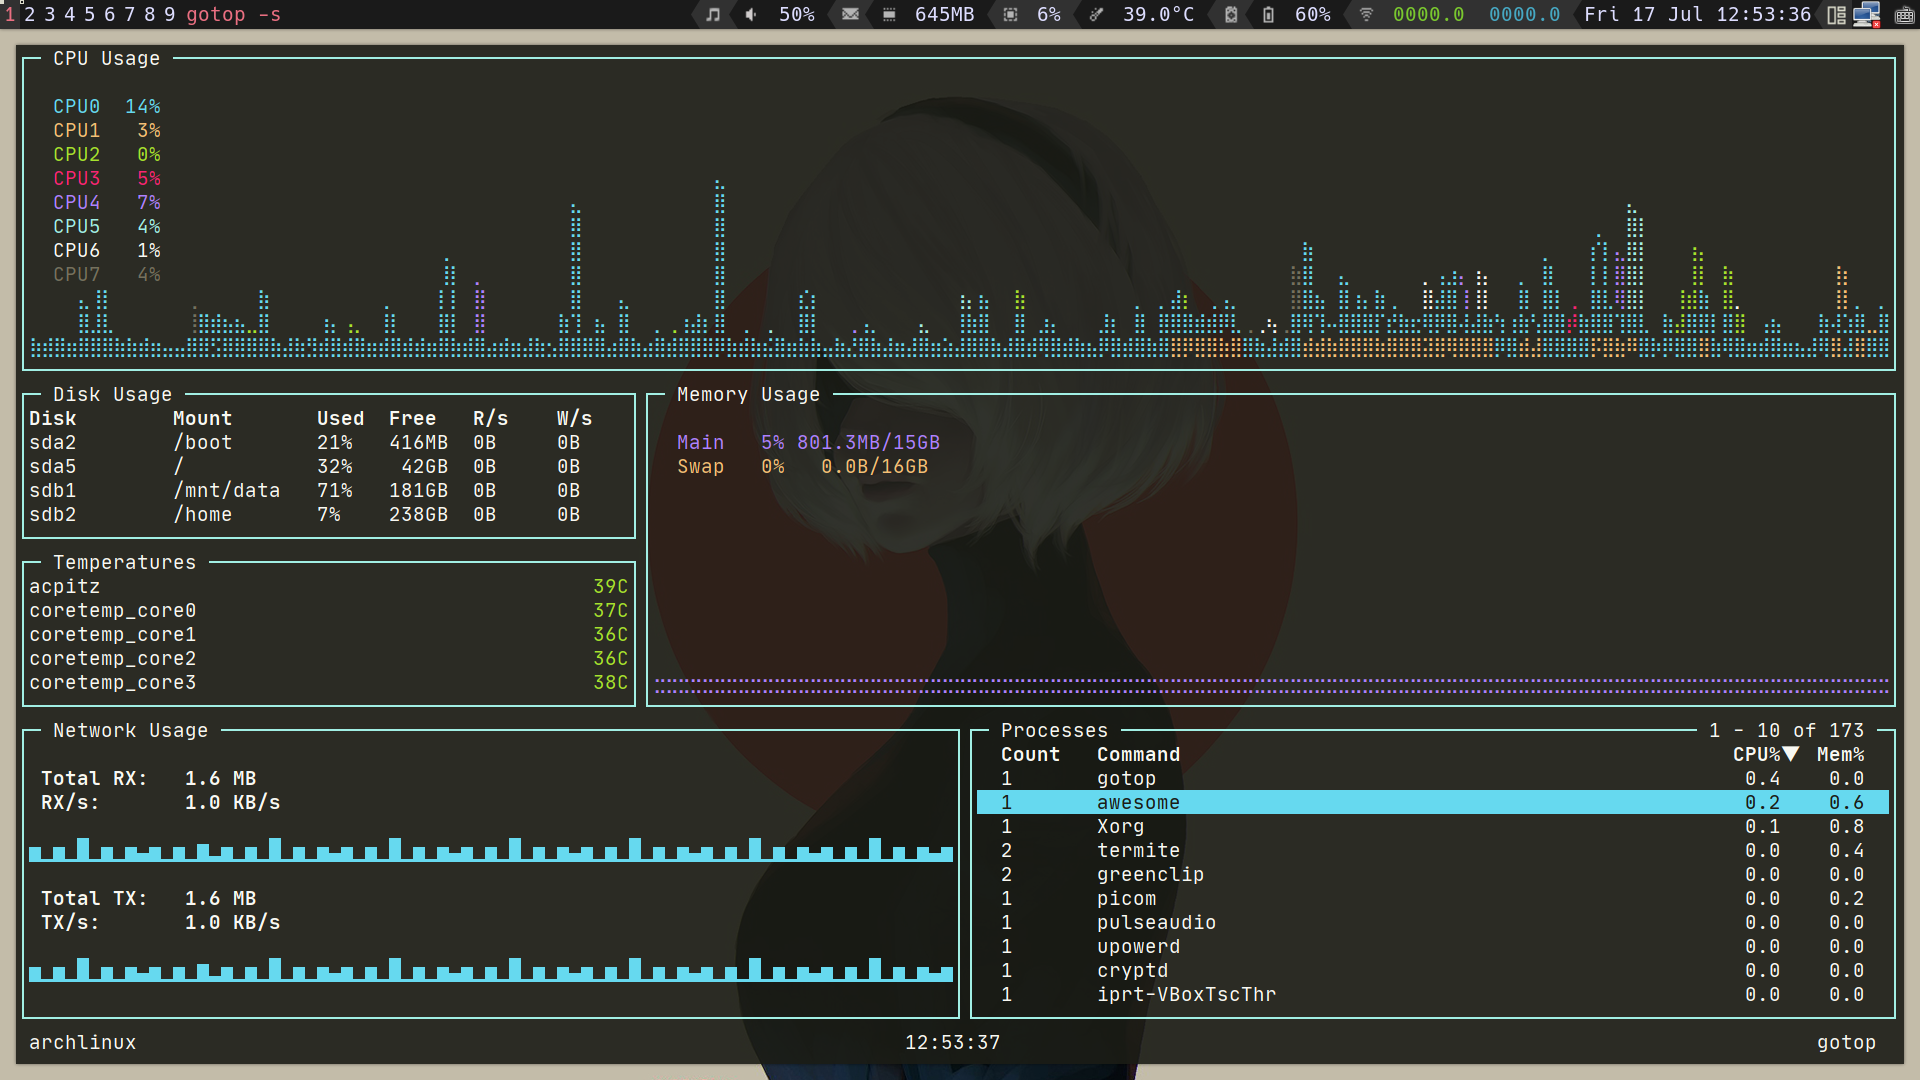 1 2 3 4 5 6 7 8 9 gotop -s 50% 645MB 6% 39.0°C 60% 0000.0 0000.0 Fri 17 Jul 12:53:36
CPU Usage
CPU0 14%
CPU1 3%
CPU2 0%
CPU3 5%
CPU4 7%
CPU5 4%
CPU6 1%
CPU7 4%
Disk Usage
Disk Mount Used Free R/s W/s
sda2 /boot 21% 416MB 0B 0B
sda5 / 32% 42GB 0B 0B
sdb1 /mnt/data 71% 181GB 0B 0B
sdb2 /home 7% 238GB 0B 0B
Memory Usage
Main 5% 801.3MB/15GB
Swap 0% 0.0B/16GB
Temperatures
acpitz 39C
coretemp_core0 37C
coretemp_core1 36C
coretemp_core2 36C
coretemp_core3 38C
Network Usage
Total RX: 1.6 MB
RX/s: 1.0 KB/s
Total TX: 1.6 MB
TX/s: 1.0 KB/s
Processes 1 - 10 of 173
Count Command CPU%▼ Mem%
1 gotop 0.4 0.0
1 awesome 0.2 0.6
1 Xorg 0.1 0.8
2 termite 0.0 0.4
2 greenclip 0.0 0.0
1 picom 0.0 0.2
1 pulseaudio 0.0 0.0
1 upowerd 0.0 0.0
1 cryptd 0.0 0.0
1 iprt-VBoxTscThr 0.0 0.0
archlinux 12:53:37 gotop